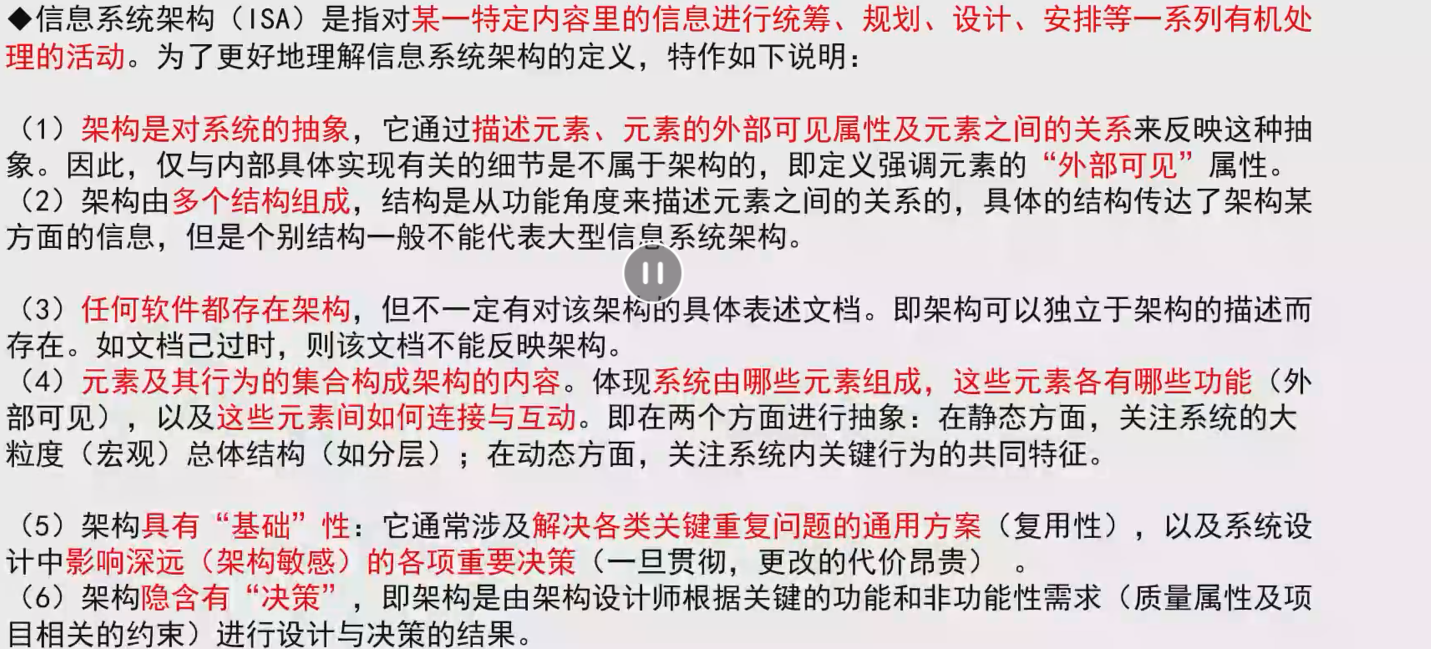 ◆信息系统架构（ISA）是指对某一特定内容里的信息进行统筹、规划、设计、安排等一系列有机处
理的活动。为了更好地理解信息系统架构的定义，特作如下说明：
（1）架构是对系统的抽象，它通过描述元素、元素的外部可见属性及元素之间的关系来反映这种抽
象。因此，仅与内部具体实现有关的细节是不属于架构的，即定义强调元素的“外部可见”属性。
（2）架构由多个结构组成，结构是从功能角度来描述元素之间的关系的，具体的结构传达了架构某
方面的信息，但是个别结构一般不能代表大型信息系统架构。
（3）任何软件都存在架构，但不一定有对该架构的具体表述文档。即架构可以独立于架构的描述而
存在。如文档己过时，则该文档不能反映架构。
（4）元素及其行为的集合构成架构的内容。体现系统由哪些元素组成，这些元素各有哪些功能（外
部可见），以及这些元素间如何连接与互动。即在两个方面进行抽象：在静态方面，关注系统的大
粒度（宏观）总体结构（如分层）；在动态方面，关注系统内关键行为的共同特征。
（5）架构具有“基础”性：它通常涉及解决各类关键重复问题的通用方案（复用性），以及系统设
计中影响深远（架构敏感）的各项重要决策（一旦贯彻，更改的代价昂贵） 。
（6）架构隐含有“决策”，即架构是由架构设计师根据关键的功能和非功能性需求（质量属性及项
目相关的约束）进行设计与决策的结果。